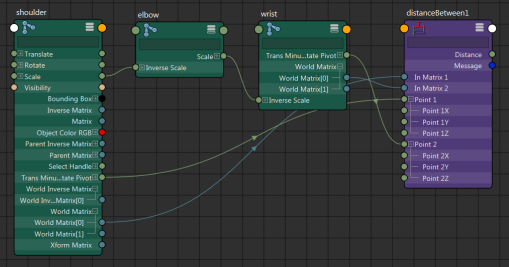 shoulder
Translate
Rotate
Scale
Visibility
Bounding Box
Inverse Matrix
Matrix
Object Color RGB
Parent Inverse Matrix
Parent Matrix
Select Handle
Trans Minu...tate Pivot
World Inverse Matrix
World Inv...Matrix[0]
World Matrix
World Matrix[0]
World Matrix[1]
Xform Matrix
elbow
Scale
Inverse Scale
wrist
Trans Minu...tate Pivot
World Matrix
World Matrix[0]
World Matrix[1]
Inverse Scale
distanceBetween1
Distance
Message
In Matrix 1
In Matrix 2
Point 1
Point 1X
Point 1Y
Point 1Z
Point 2
Point 2X
Point 2Y
Point 2Z